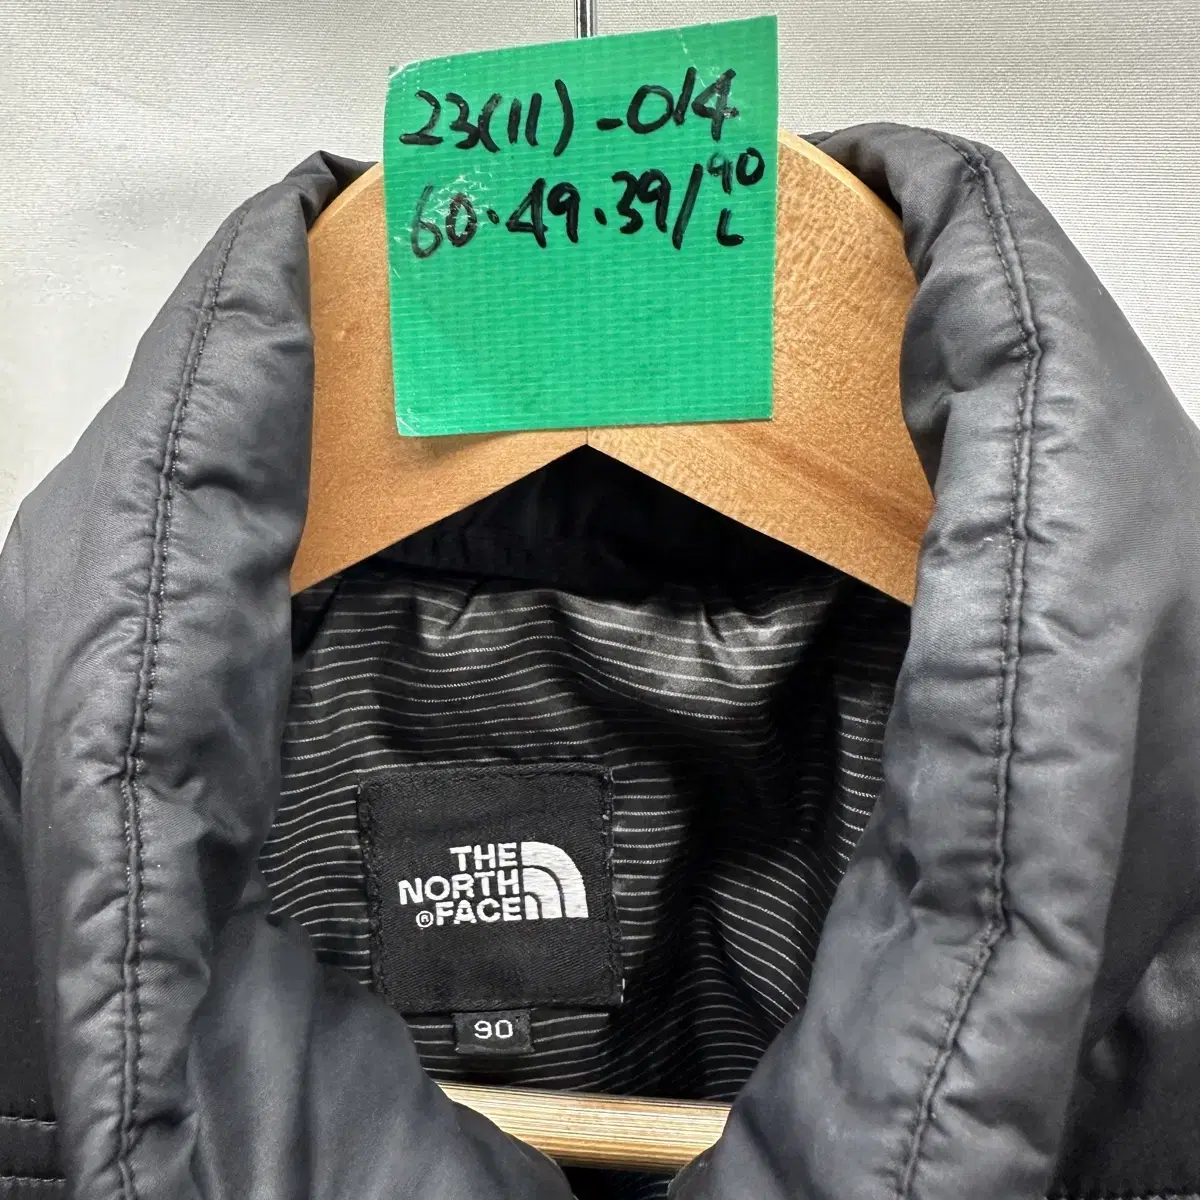 23(11)-014
60.49.39/90
L
THE
NORTH
®FACE
90